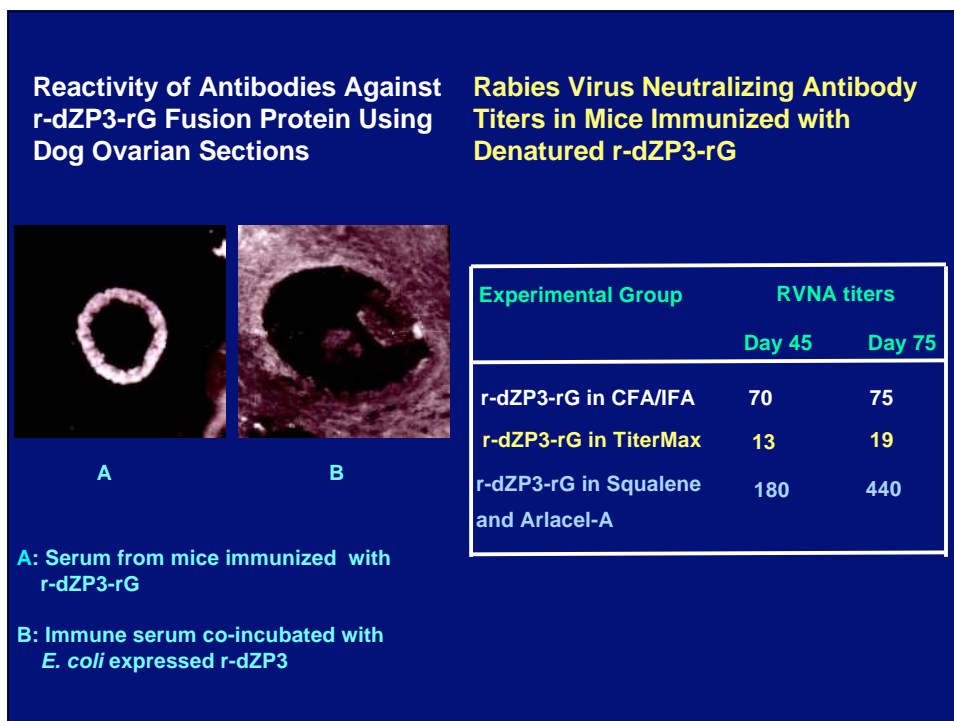 Reactivity of Antibodies Against
r-dZP3-rG Fusion Protein Using
Dog Ovarian Sections
Rabies Virus Neutralizing Antibody
Titers in Mice Immunized with
Denatured r-dZP3-rG
A
B
A: Serum from mice immunized with
r-dZP3-rG
B: Immune serum co-incubated with
E. coli expressed r-dZP3
Experimental Group RVNA titers
Day 45 Day 75
r-dZP3-rG in CFA/IFA 70 75
r-dZP3-rG in TiterMax 13 19
r-dZP3-rG in Squalene 180 440
and Arlacel-A